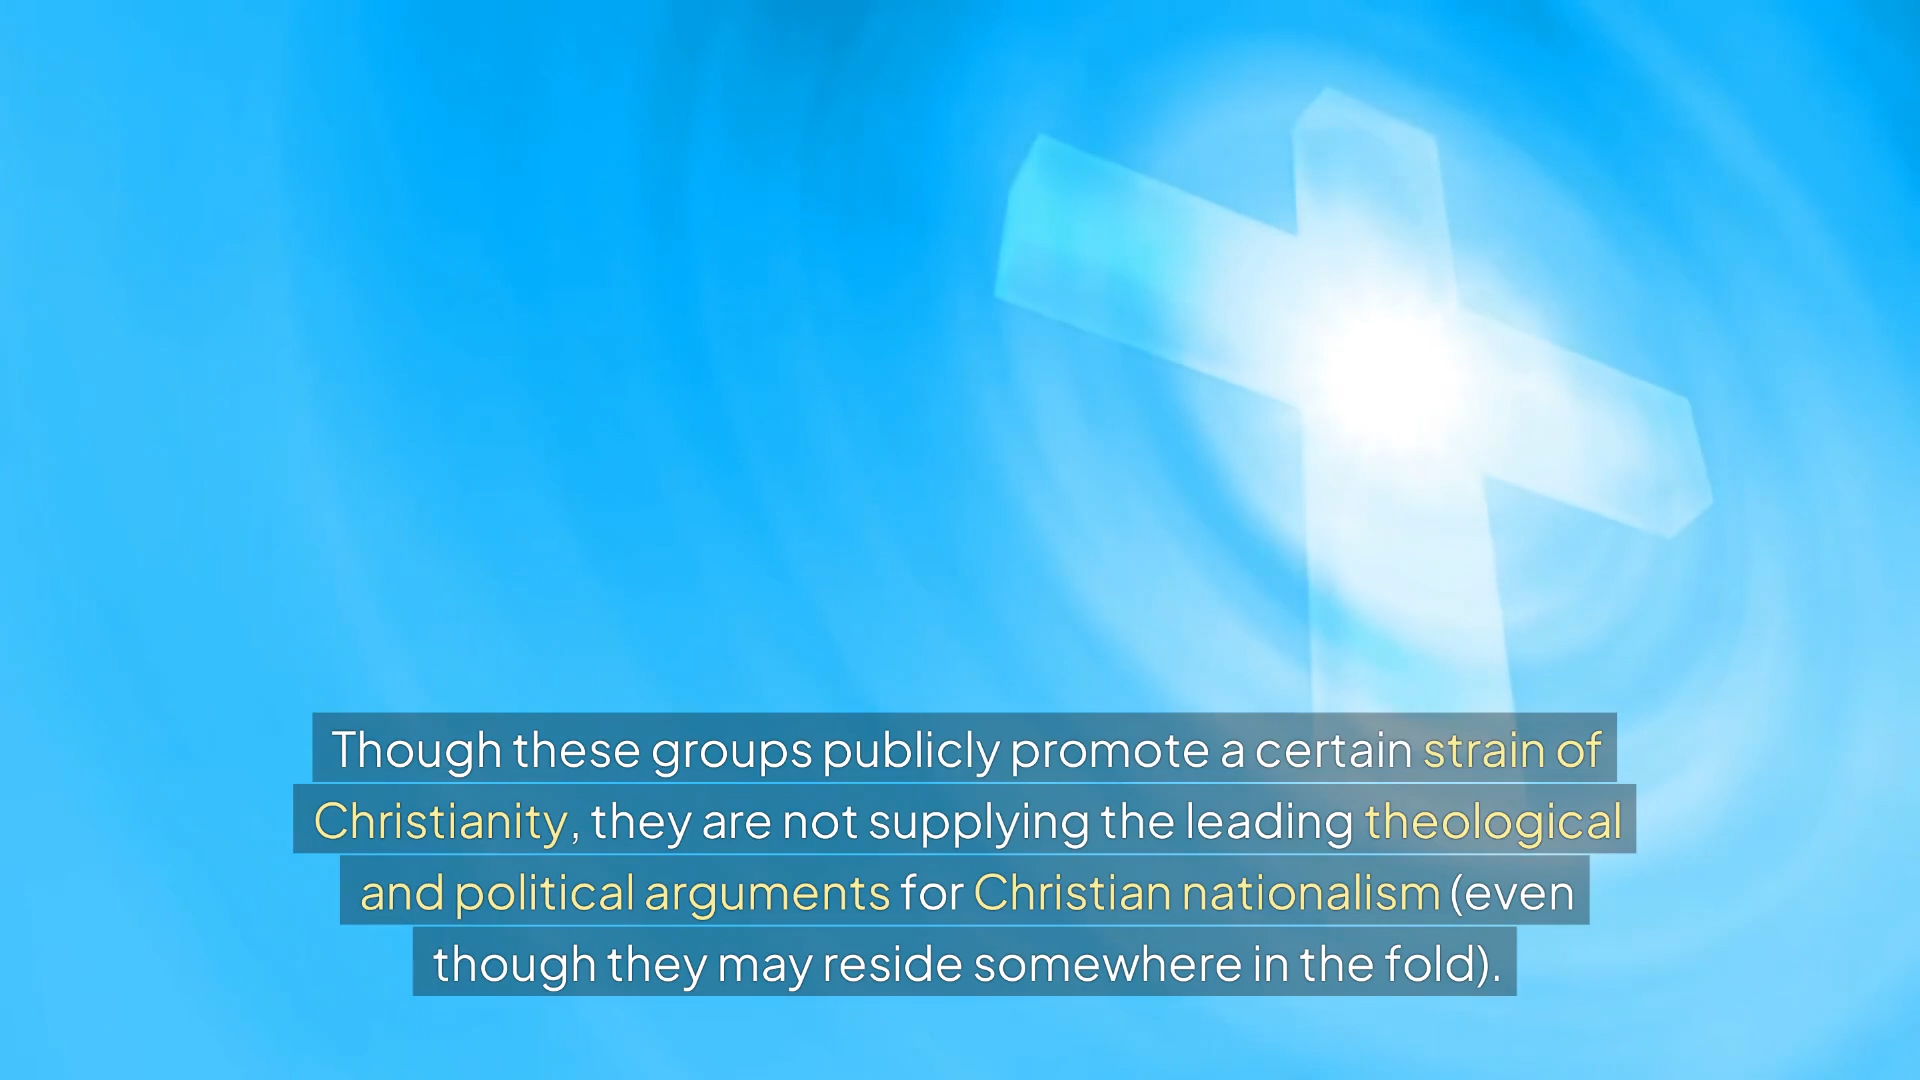 Though these groups publicly promote a certain strain of
Christianity, they are not supplying the leading theological
and political arguments for Christian nationalism (even
though they may reside somewhere in the fold).